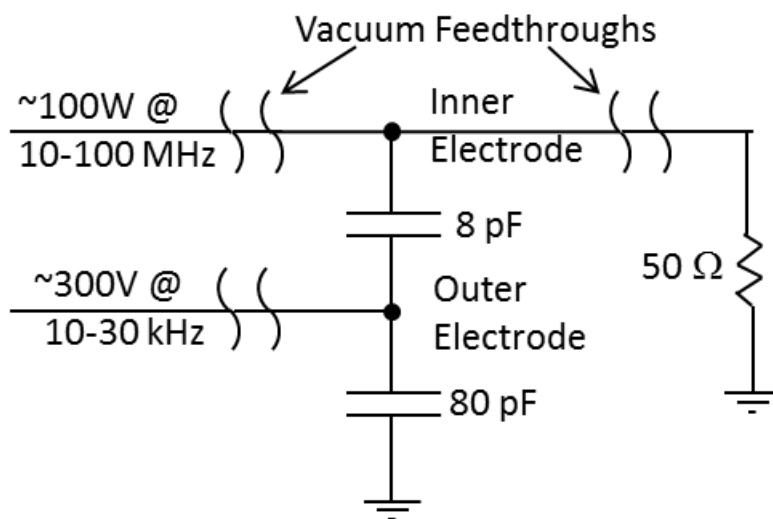 Vacuum Feedthroughs
~100W @
10-100 MHz
Inner
Electrode
8 pF
50 Ω
~300V @
10-30 kHz
Outer
Electrode
80 pF